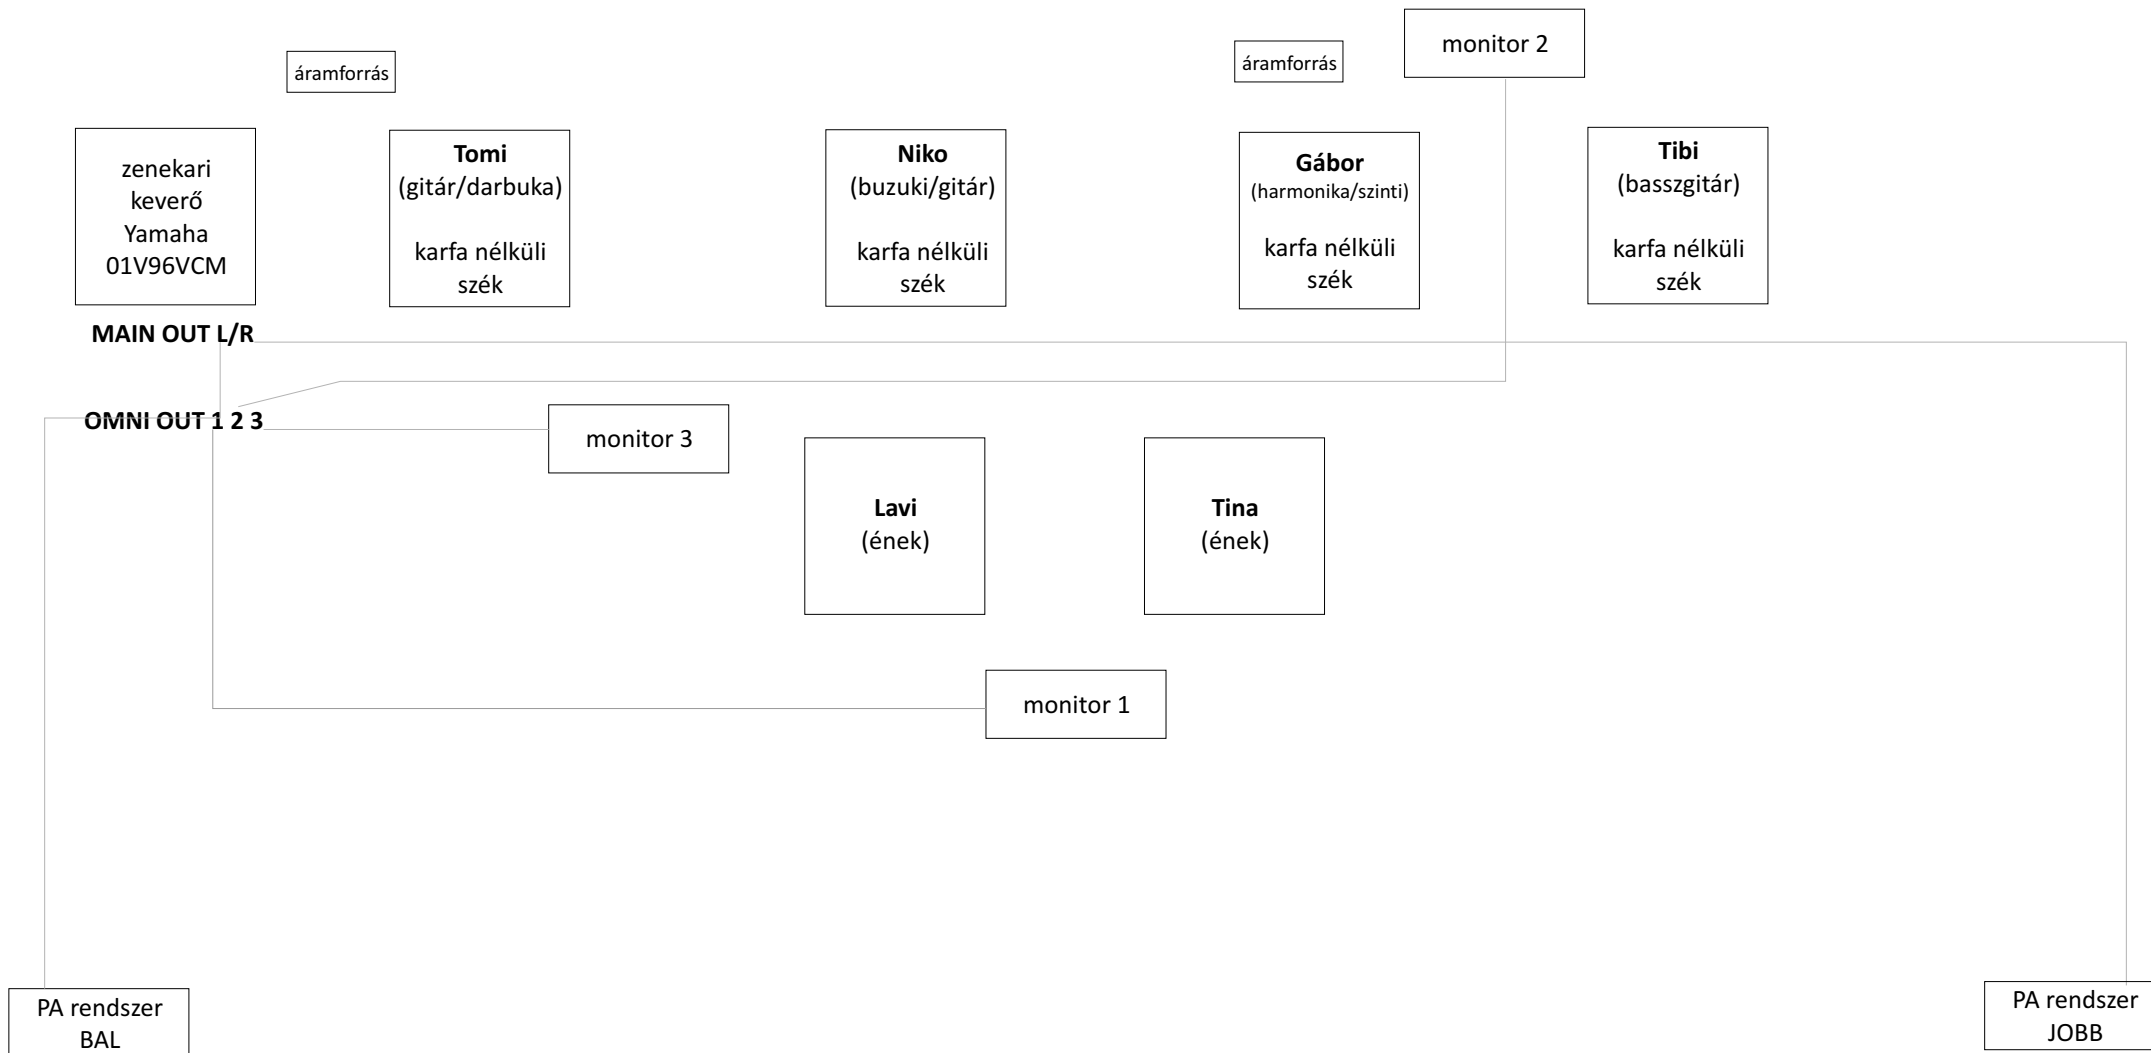 monitor 2
áramforrás
áramforrás
zenekari
keverő
Yamaha
01V96VCM
Tomi
(gitár/darbuka)
karfa nélküli
szék
Niko
(buzuki/gitár)
karfa nélküli
szék
Gábor
(harmonika/szinti)
karfa nélküli
szék
Tibi
(basszgitár)
karfa nélküli
szék
MAIN OUT L/R
OMNI OUT 1 2 3
monitor 3
Lavi
(ének)
Tina
(ének)
monitor 1
PA rendszer
BAL
PA rendszer
JOBB